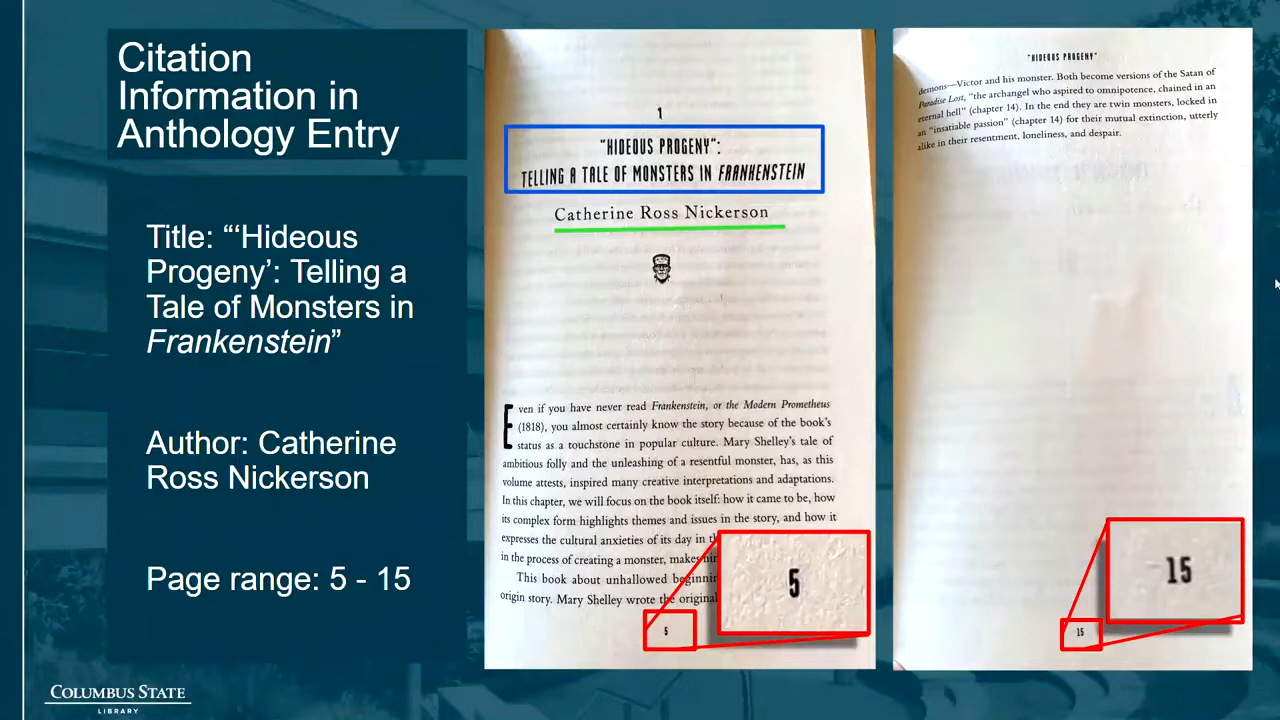 Citation
Information in
Anthology Entry
Title: “‘Hideous
Progeny’: Telling a
Tale of Monsters in
Frankenstein”
Author: Catherine
Ross Nickerson
Page range: 5 - 15
COLUMBUS STATE
LIBRARY
1
"HIDEOUS PROGENY":
TELLING A TALE OF MONSTERS IN FRANKENSTEIN
Catherine Ross Nickerson
Even if you have never read Frankenstein, or the Modern Prometheus
(1818), you almost certainly know the story because of the book's
status as a touchstone in popular culture. Mary Shelley's tale of
ambitious folly and the unleashing of a resentful monster, has, as this
volume attests, inspired many creative interpretations and adaptations.
In this chapter, we will focus on the book itself: how it came to be, how
its complex form highlights themes and issues in the story, and how it
expresses the cultural anxieties of its day in
in the process of creating a monster, makes
This book about unhallowed
origin story. Mary Shelley wrote the original
5
5
"HIDEOUS PROGENY"
demons—Victor and his monster. Both become versions of the Satan of
Paradise Lost, "the archangel who aspired to omnipotence, chained in an
eternal hell" (chapter 14). In the end they are twin monsters, locked in
an "insatiable passion" (chapter 14) for their mutual extinction, utterly
alike in their resentment, loneliness, and despair.
15
15